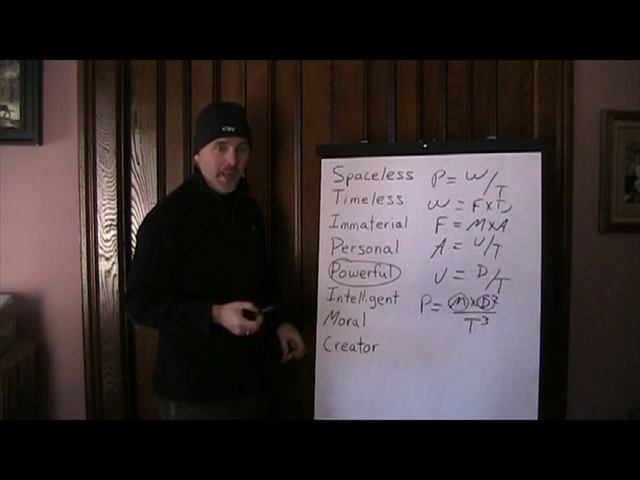 Spaceless P = W/T
Timeless W = F x D
Immaterial F = M x A
Personal A = V/T
Powerful V = D/T
Intelligent P = M x D² / T³
Moral
Creator